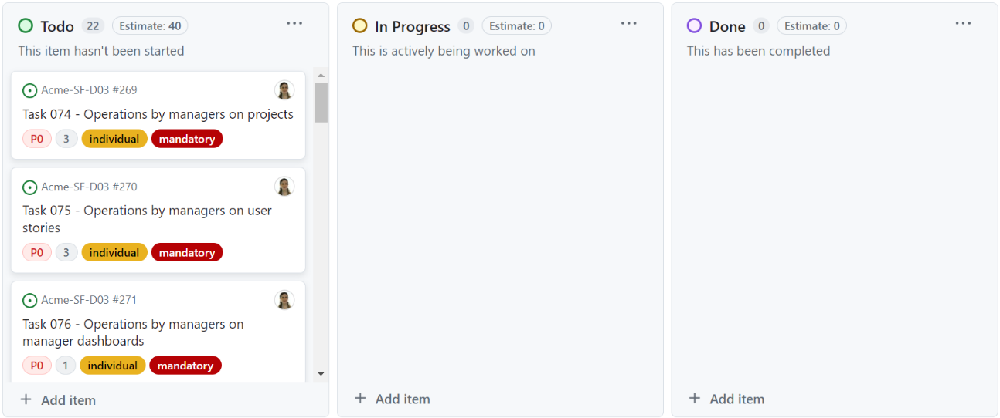 Todo 22 Estimate: 40
This item hasn't been started
Acme-SF-D03 #269
Task 074 - Operations by managers on projects
P0 3 individual mandatory
Acme-SF-D03 #270
Task 075 - Operations by managers on user
stories
P0 3 individual mandatory
Acme-SF-D03 #271
Task 076 - Operations by managers on
manager dashboards
P0 1 individual mandatory
+ Add item
In Progress 0 Estimate: 0
This is actively being worked on
+ Add item
Done 0 Estimate: 0
This has been completed
+ Add item